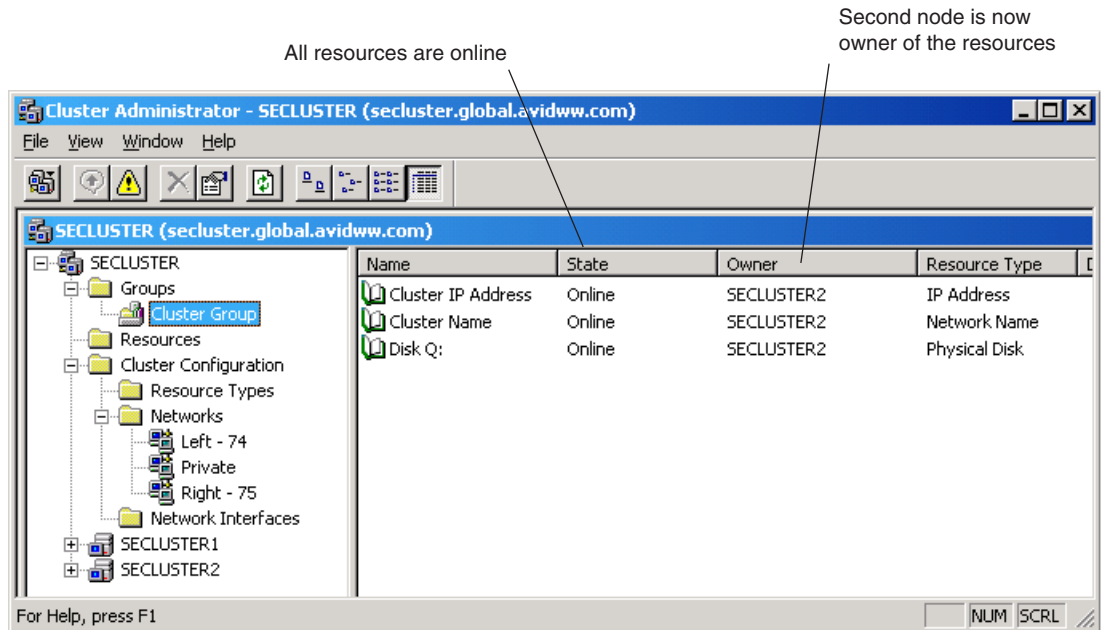 Second node is now
owner of the resources
All resources are online
Cluster Administrator - SECLUSTER (secluster.global.avidww.com)
File View Window Help
SECLUSTER (secluster.global.avidww.com)
SECLUSTER
Groups
Cluster Group
Resources
Cluster Configuration
Resource Types
Networks
Left - 74
Private
Right - 75
Network Interfaces
SECLUSTER1
SECLUSTER2
Name State Owner Resource Type D
Cluster IP Address Online SECLUSTER2 IP Address
Cluster Name Online SECLUSTER2 Network Name
Disk Q: Online SECLUSTER2 Physical Disk
For Help, press F1 NUM SCRL